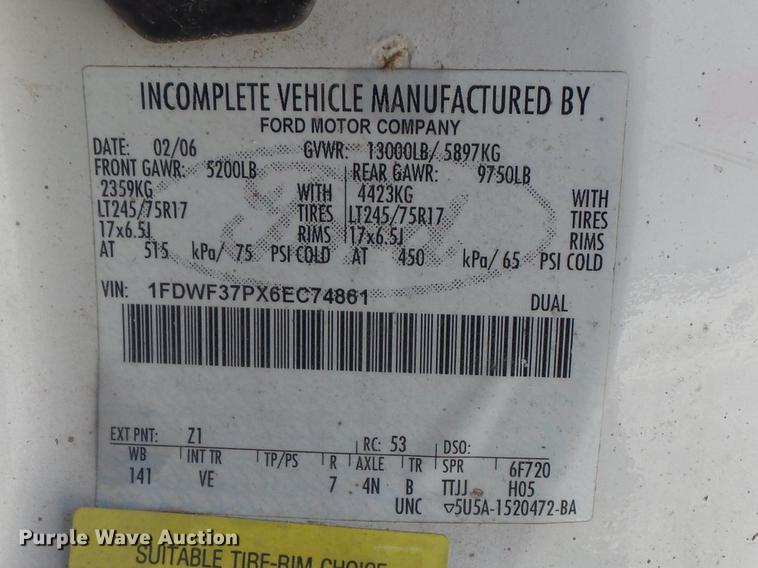 INCOMPLETE VEHICLE MANUFACTURED BY
FORD MOTOR COMPANY
DATE: 02/06 GVWR: 13000LB/ 5897KG
FRONT GAWR: 5200LB REAR GAWR: 9750LB
2359KG WITH 4423KG WITH
LT245/75R17 TIRES LT245/75R17 TIRES
17x6.5J RIMS 17x6.5J RIMS
AT 515 kPa/ 75 PSI COLD AT 450 kPa/ 65 PSI COLD
VIN: 1FDWF37PX6EC74861 DUAL
EXT PNT: Z1 RC: 53 DSO: -
WB INT TR TP/PS R AXLE TR SPR 6F720
141 VE 7 4N B TTJJ H05
UNC ▽5U5A-1520472-BA
Purple Wave Auction
SUITABLE TIRE-RIM CHOICE